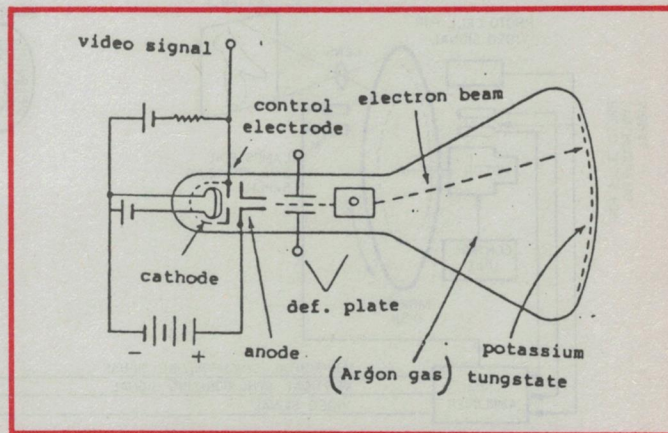 video signal
control
electrode
electron beam
cathode
def. plate
- +
anode
(Argon gas)
potassium
tungstate